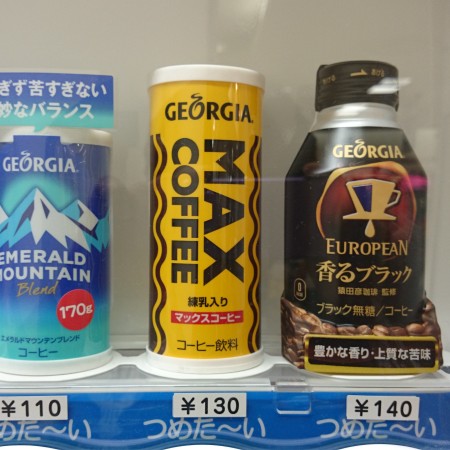 ぎず苦すぎない
妙なバランス
GEORGIA
EMERALD
MOUNTAIN
Blend
170g
エメラルドマウンテンブレンド
コーヒー
GEORGIA
MAX
COFFEE
練乳入り
マックスコーヒー
コーヒー飲料
GEORGIA
EUROPEAN
香るブラック
猿田彦珈琲 監修
ブラック無糖/コーヒー
豊かな香り・上質な苦味
¥110
¥130
¥140
つめた〜い
つめた〜い
つめた〜い